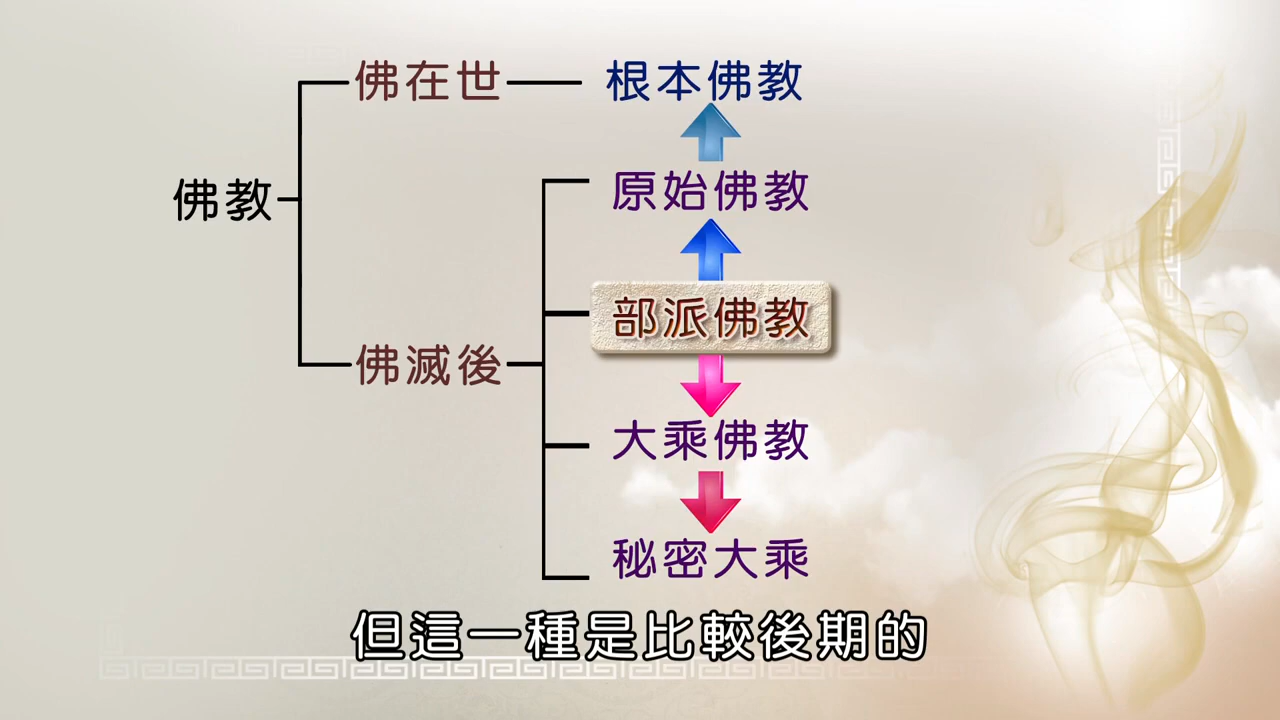 佛在世
根本佛教
原始佛教
佛教
部派佛教
佛滅後
大乘佛教
秘密大乘
但這一種是比較後期的